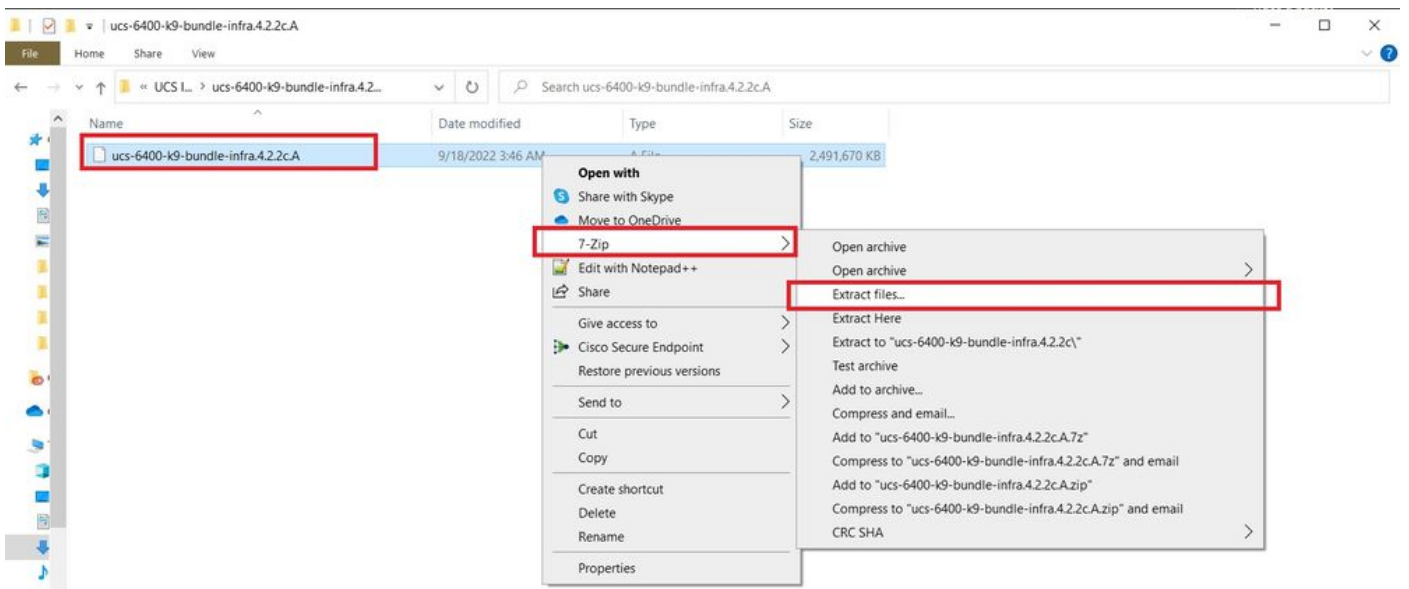 ucs-6400-k9-bundle-infra.4.2.2c.A
File Home Share View
« UCS I... > ucs-6400-k9-bundle-infra.4.2... Search ucs-6400-k9-bundle-infra.4.2.2c.A
Name Date modified Type Size
ucs-6400-k9-bundle-infra.4.2.2c.A 9/18/2022 3:46 AM A File 2,491,670 KB
Open with
Share with Skype
Move to OneDrive
7-Zip
Edit with Notepad++
Share
Give access to
Cisco Secure Endpoint
Restore previous versions
Send to
Cut
Copy
Create shortcut
Delete
Rename
Properties
Open archive
Open archive
Extract files...
Extract Here
Extract to "ucs-6400-k9-bundle-infra.4.2.2c\"
Test archive
Add to archive...
Compress and email...
Add to "ucs-6400-k9-bundle-infra.4.2.2c.A.7z"
Compress to "ucs-6400-k9-bundle-infra.4.2.2c.A.7z" and email
Add to "ucs-6400-k9-bundle-infra.4.2.2c.A.zip"
Compress to "ucs-6400-k9-bundle-infra.4.2.2c.A.zip" and email
CRC SHA